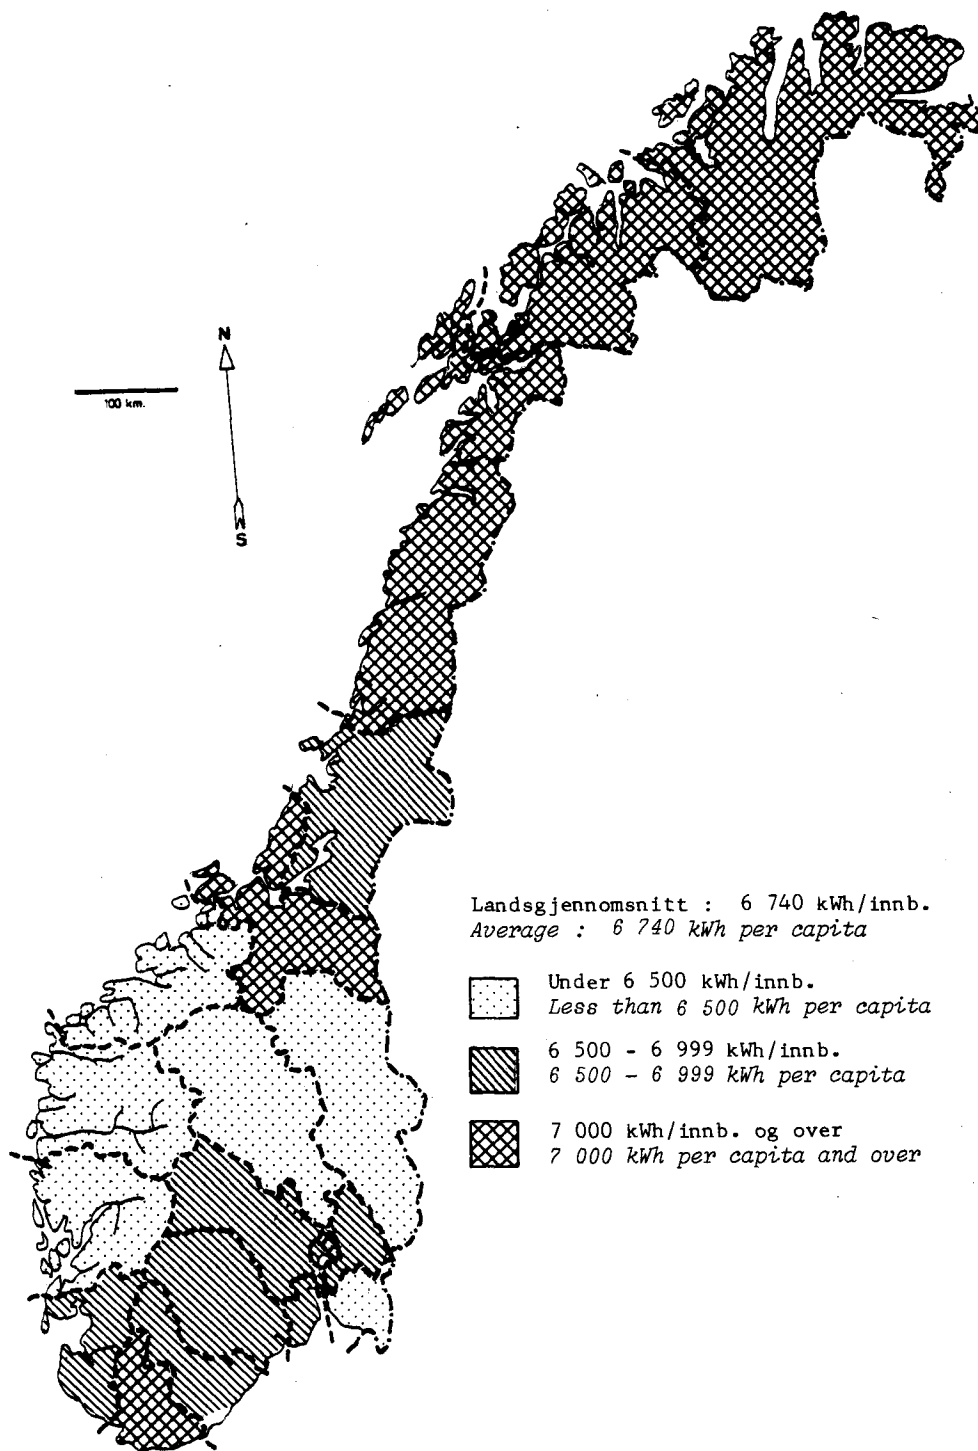 N
100 km.
S
Landsgjennomsnitt : 6 740 kWh/innb.
Average : 6 740 kWh per capita
Under 6 500 kWh/innb.
Less than 6 500 kWh per capita
6 500 - 6 999 kWh/innb.
6 500 - 6 999 kWh per capita
7 000 kWh/innb. og over
7 000 kWh per capita and over